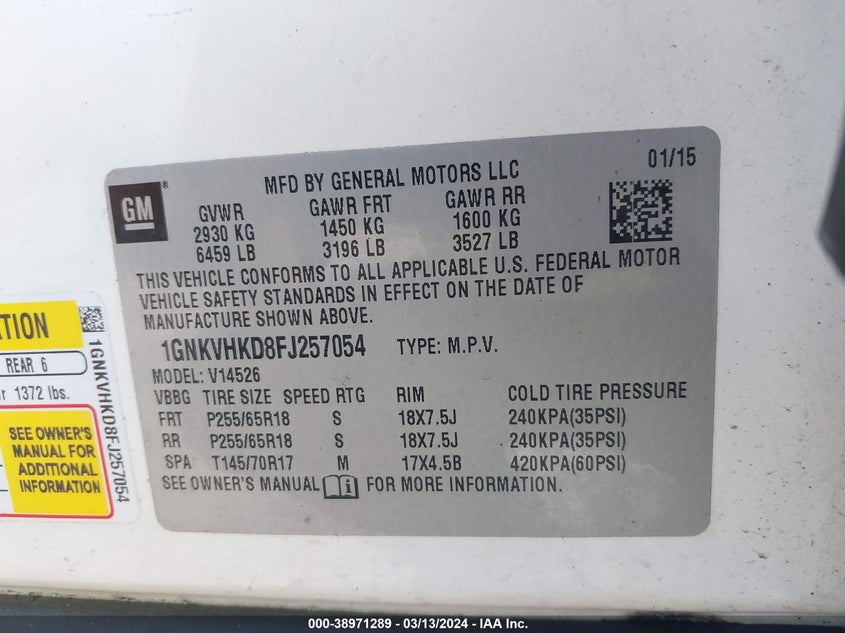 MFD BY GENERAL MOTORS LLC
01/15
GM
®
GVWR GAWR FRT GAWR RR
2930 KG 1450 KG 1600 KG
6459 LB 3196 LB 3527 LB
THIS VEHICLE CONFORMS TO ALL APPLICABLE U.S. FEDERAL MOTOR
VEHICLE SAFETY STANDARDS IN EFFECT ON THE DATE OF
MANUFACTURE SHOWN ABOVE.
1GNKVHKD8FJ257054 TYPE: M.P.V.
MODEL: V14526
VBBG TIRE SIZE SPEED RTG RIM COLD TIRE PRESSURE
FRT P255/65R18 S 18X7.5J 240KPA(35PSI)
RR P255/65R18 S 18X7.5J 240KPA(35PSI)
SPA T145/70R17 M 17X4.5B 420KPA(60PSI)
SEE OWNER'S MANUAL FOR MORE INFORMATION.
REAR 6
1372 lbs.
SEE OWNER'S
MANUAL FOR
ADDITIONAL
INFORMATION
1GNKVHKD8FJ257054
000-38971289 - 03/13/2024 - IAA Inc.